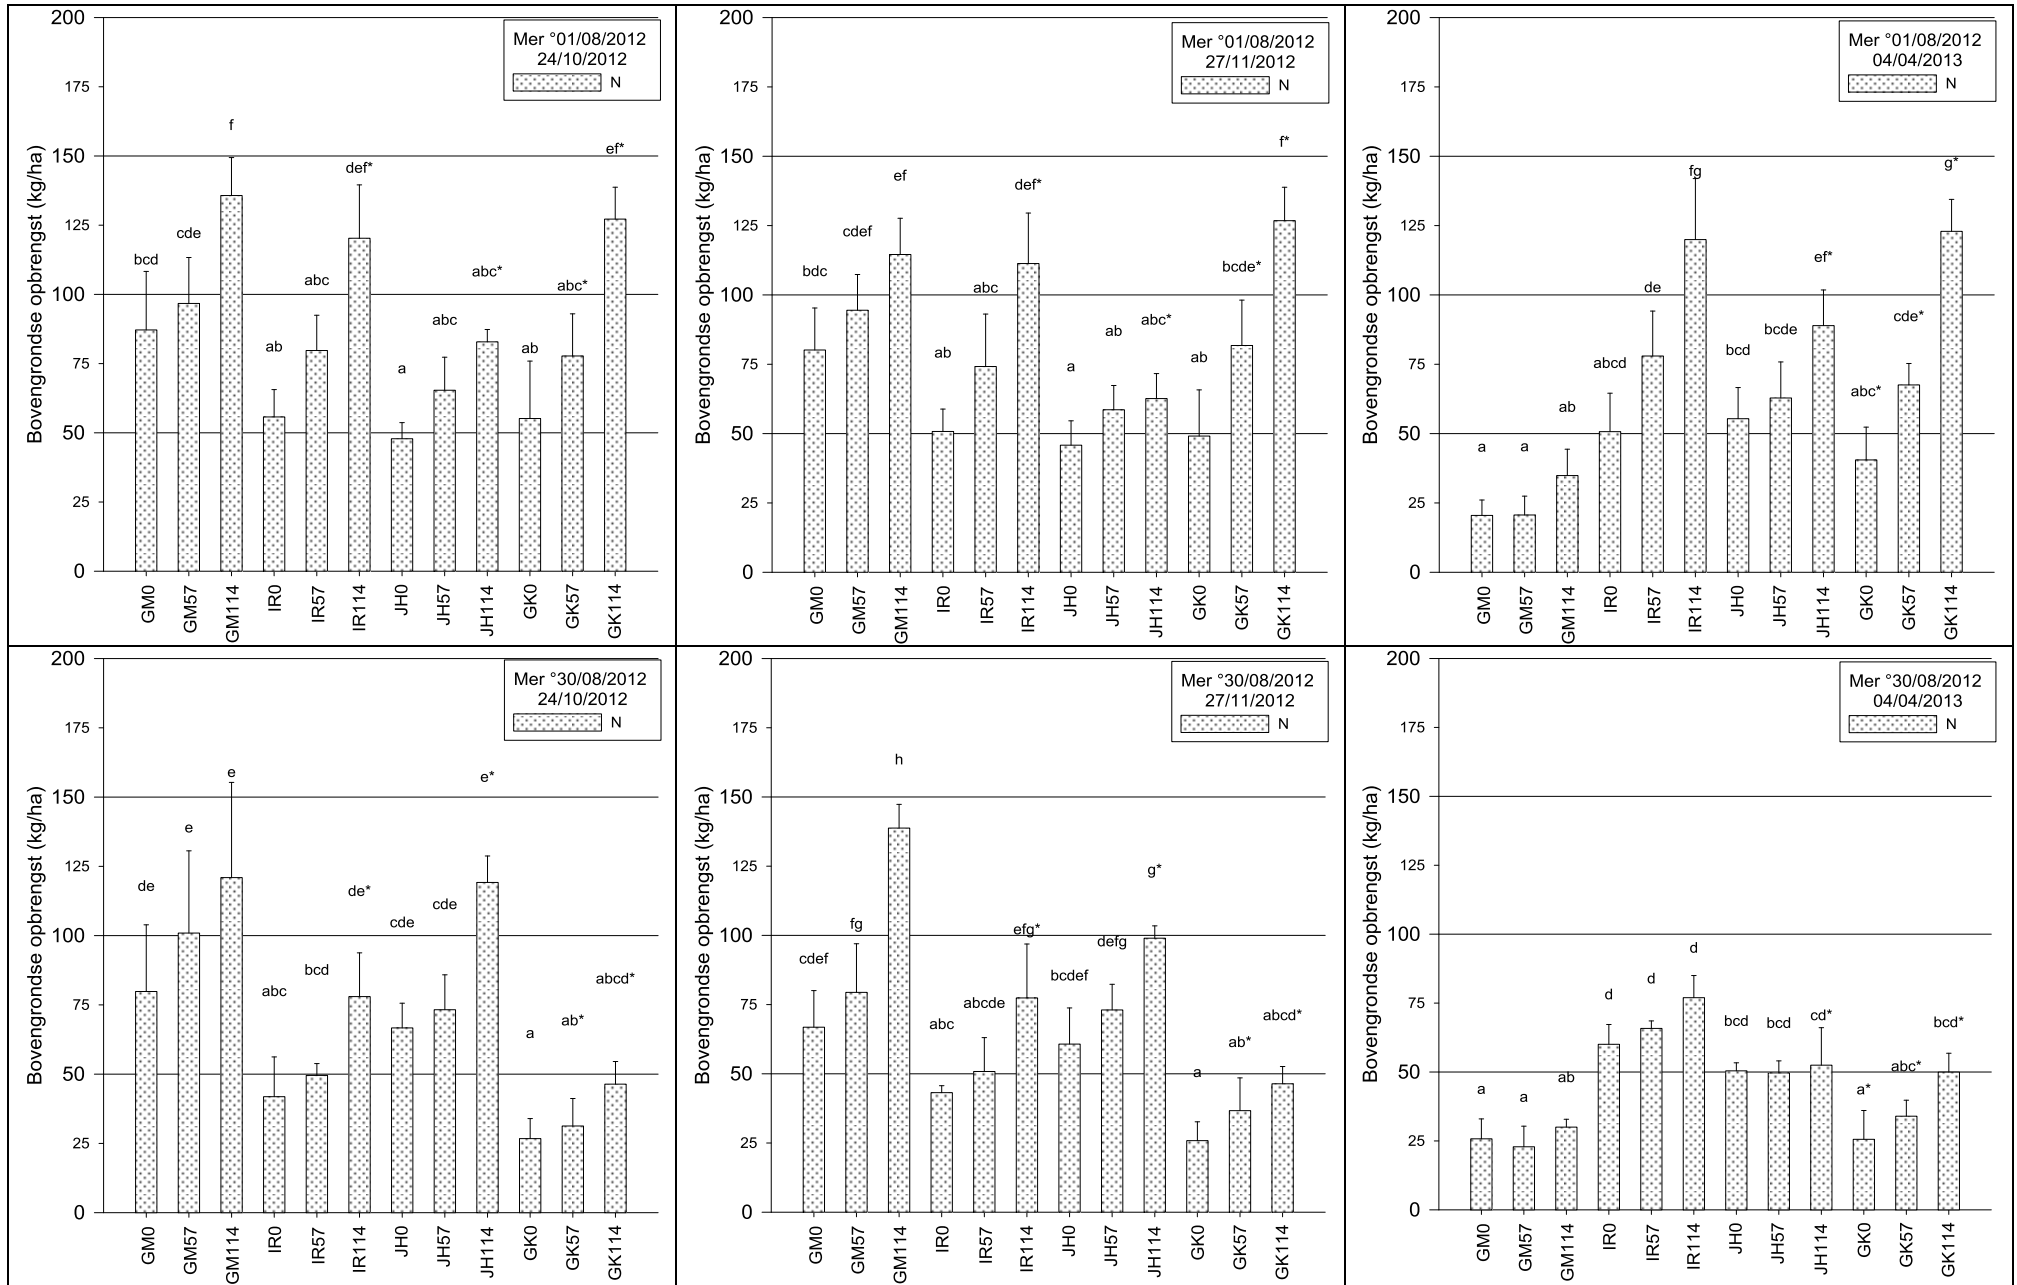 Mer °01/08/2012
24/10/2012
N
Bovengrondse opbrengst (kg/ha)
200
175
150
125
100
75
50
25
0
bcd
cde
f
ab
abc
def*
a
abc
abc*
ab
abc*
ef*
GM0
GM57
GM114
IR0
IR57
IR114
JH0
JH57
JH114
GK0
GK57
GK114
Mer °01/08/2012
27/11/2012
N
Bovengrondse opbrengst (kg/ha)
200
175
150
125
100
75
50
25
0
bdc
cdef
ef
ab
abc
def*
a
ab
abc*
ab
bcde*
f*
GM0
GM57
GM114
IR0
IR57
IR114
JH0
JH57
JH114
GK0
GK57
GK114
Mer °01/08/2012
04/04/2013
N
Bovengrondse opbrengst (kg/ha)
200
175
150
125
100
75
50
25
0
a
a
ab
abcd
de
fg
bcd
bcde
ef*
abc*
cde*
g*
GM0
GM57
GM114
IR0
IR57
IR114
JH0
JH57
JH114
GK0
GK57
GK114
Mer °30/08/2012
24/10/2012
N
Bovengrondse opbrengst (kg/ha)
200
175
150
125
100
75
50
25
0
de
e
e
abc
bcd
de*
cde
cde
e*
a
ab*
abcd*
GM0
GM57
GM114
IR0
IR57
IR114
JH0
JH57
JH114
GK0
GK57
GK114
Mer °30/08/2012
27/11/2012
N
Bovengrondse opbrengst (kg/ha)
200
175
150
125
100
75
50
25
0
cdef
fg
h
abc
abcde
efg*
bcdef
defg
g*
a
ab*
abcd*
GM0
GM57
GM114
IR0
IR57
IR114
JH0
JH57
JH114
GK0
GK57
GK114
Mer °30/08/2012
04/04/2013
N
Bovengrondse opbrengst (kg/ha)
200
175
150
125
100
75
50
25
0
a
a
ab
d
d
d
bcd
bcd
cd*
a*
abc*
bcd*
GM0
GM57
GM114
IR0
IR57
IR114
JH0
JH57
JH114
GK0
GK57
GK114